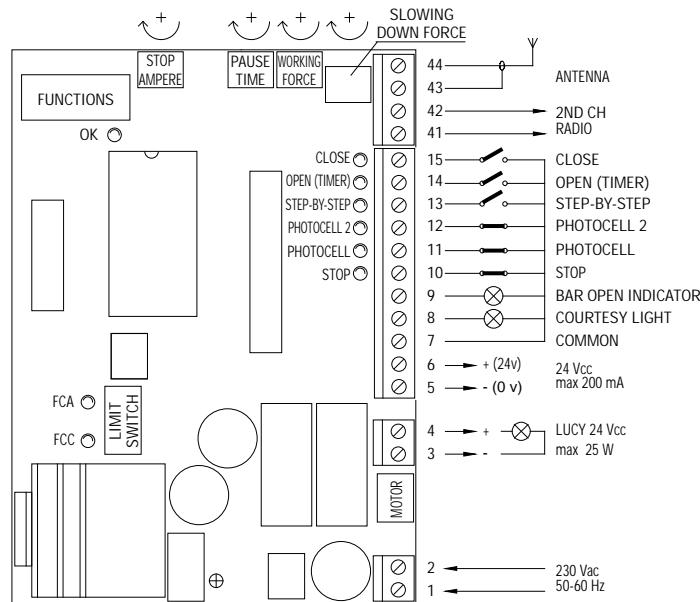 SLOWING
DOWN FORCE
+ + +
STOP
AMPERE
PAUSE
TIME
WORKING
FORCE
FUNCTIONS
OK
44
43
ANTENNA
42 2ND CH
41 RADIO
CLOSE 15 CLOSE
OPEN (TIMER) 14 OPEN (TIMER)
STEP-BY-STEP 13 STEP-BY-STEP
PHOTOCELL 2 12 PHOTOCELL 2
PHOTOCELL 11 PHOTOCELL
STOP 10 STOP
9 BAR OPEN INDICATOR
8 COURTESY LIGHT
7 COMMON
6 + (24v) 24 Vcc
5 - (0 v) max 200 mA
FCA
FCC
LIMIT
SWITCH
4 + LUCY 24 Vcc
3 - max 25 W
MOTOR
2 230 Vac
1 50-60 Hz